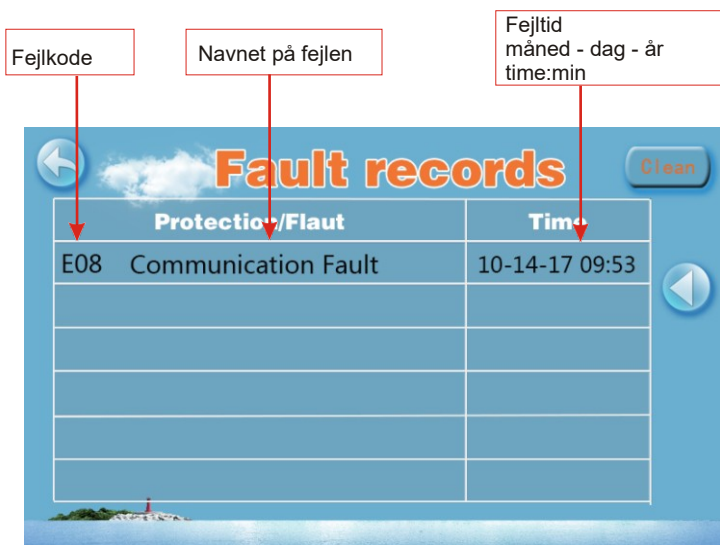 Fejlkode
Navnet på fejlen
Fejltid
måned - dag - år
time:min
Fault records
Clean
Protection/Flaut
Time
E08 Communication Fault
10-14-17 09:53